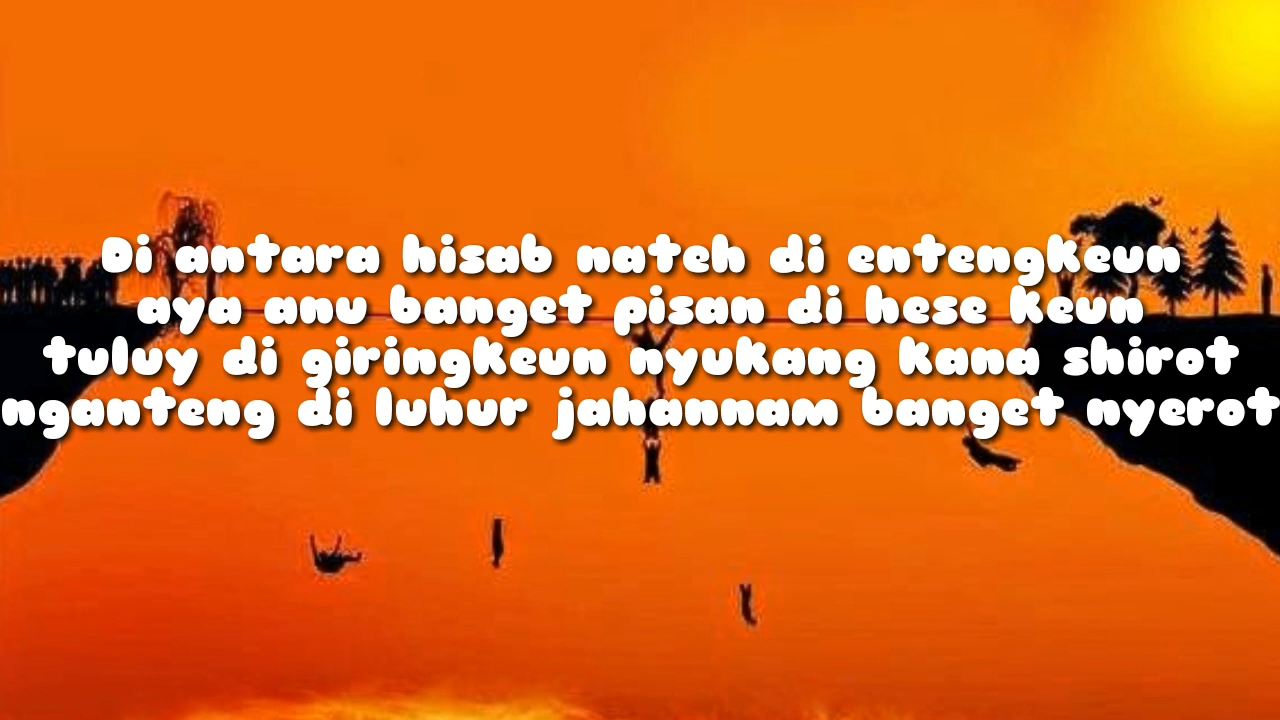 Di antara hisab nateh di entengkeun
aya anu banget pisan di hese keun
tuluy di giringkeun nyukang kana shirot
nganteng di luhur jahannam banget nyerot